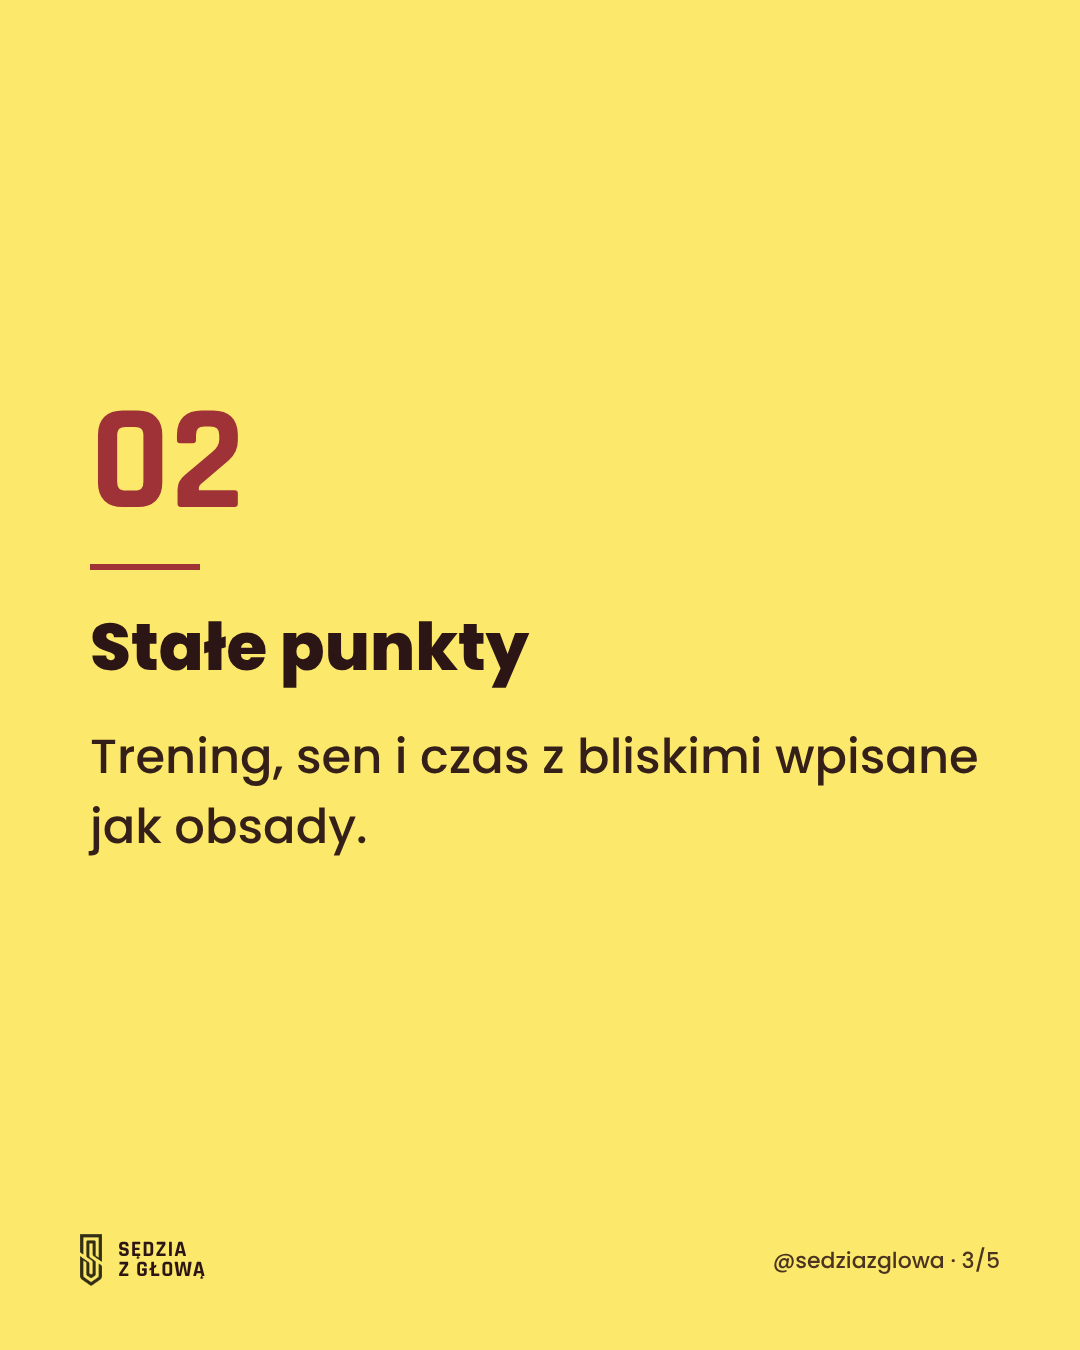 02
Stałe punkty
Trening, sen i czas z bliskimi wpisane
jak obsady.
SĘDZIA
Z GŁOWĄ
@sedziazglowa · 3/5